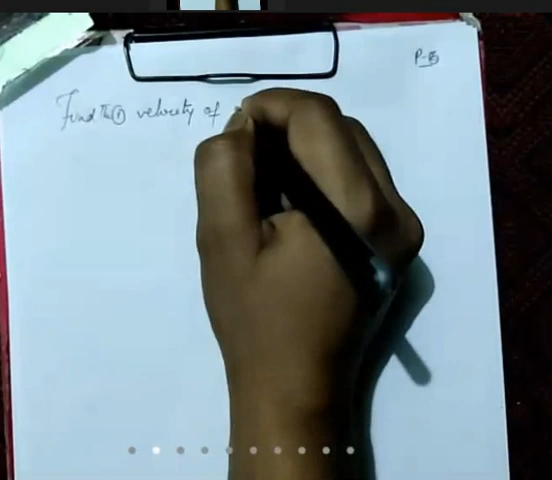 P-B
Find the ① velocity of